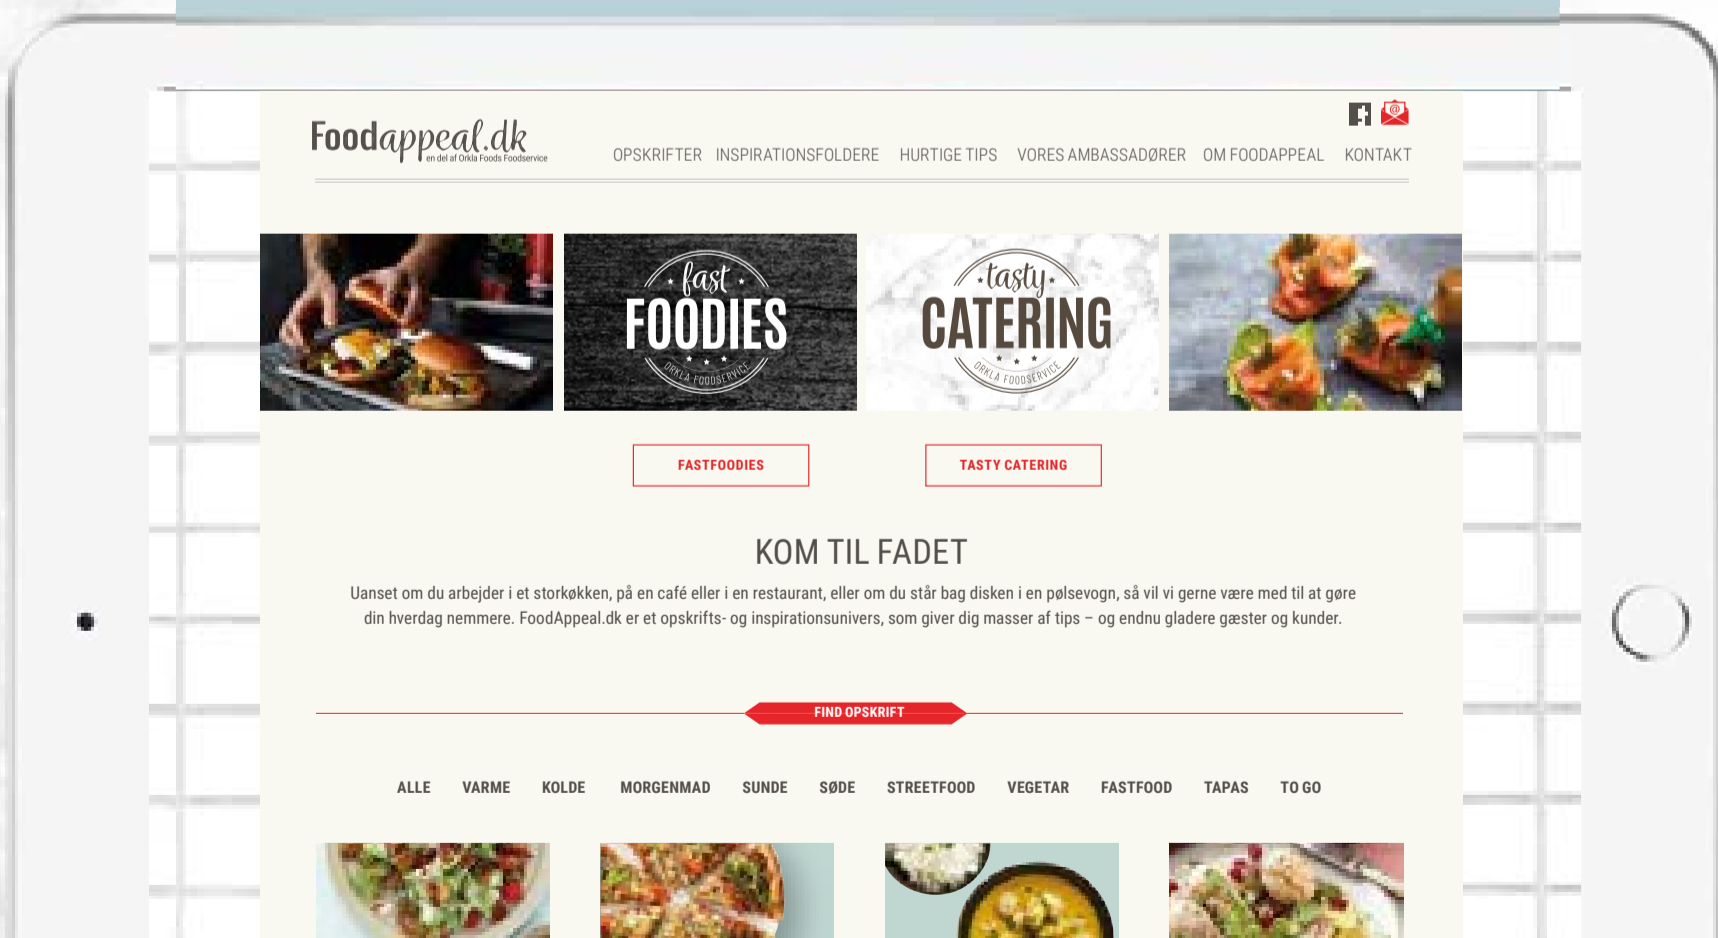 Foodappeal.dk
en del af Orkla Foods Foodservice
OPSKRIFTER INSPIRATIONSFOLDERE HURTIGE TIPS VORES AMBASSADØRER OM FOODAPPEAL KONTAKT
fast
FOODIES
ORKLA FOODSERVICE
tasty
CATERING
ORKLA FOODSERVICE
FASTFOODIES
TASTY CATERING
KOM TIL FADET
Uanset om du arbejder i et storkøkken, på en café eller i en restaurant, eller om du står bag disken i en pølsevogn, så vil vi gerne være med til at gøre
din hverdag nemmere. FoodAppeal.dk er et opskrifts- og inspirationsunivers, som giver dig masser af tips – og endnu gladere gæster og kunder.
FIND OPSKRIFT
ALLE VARME KOLDE MORGENMAD SUNDE SØDE STREETFOOD VEGETAR FASTFOOD TAPAS TO GO